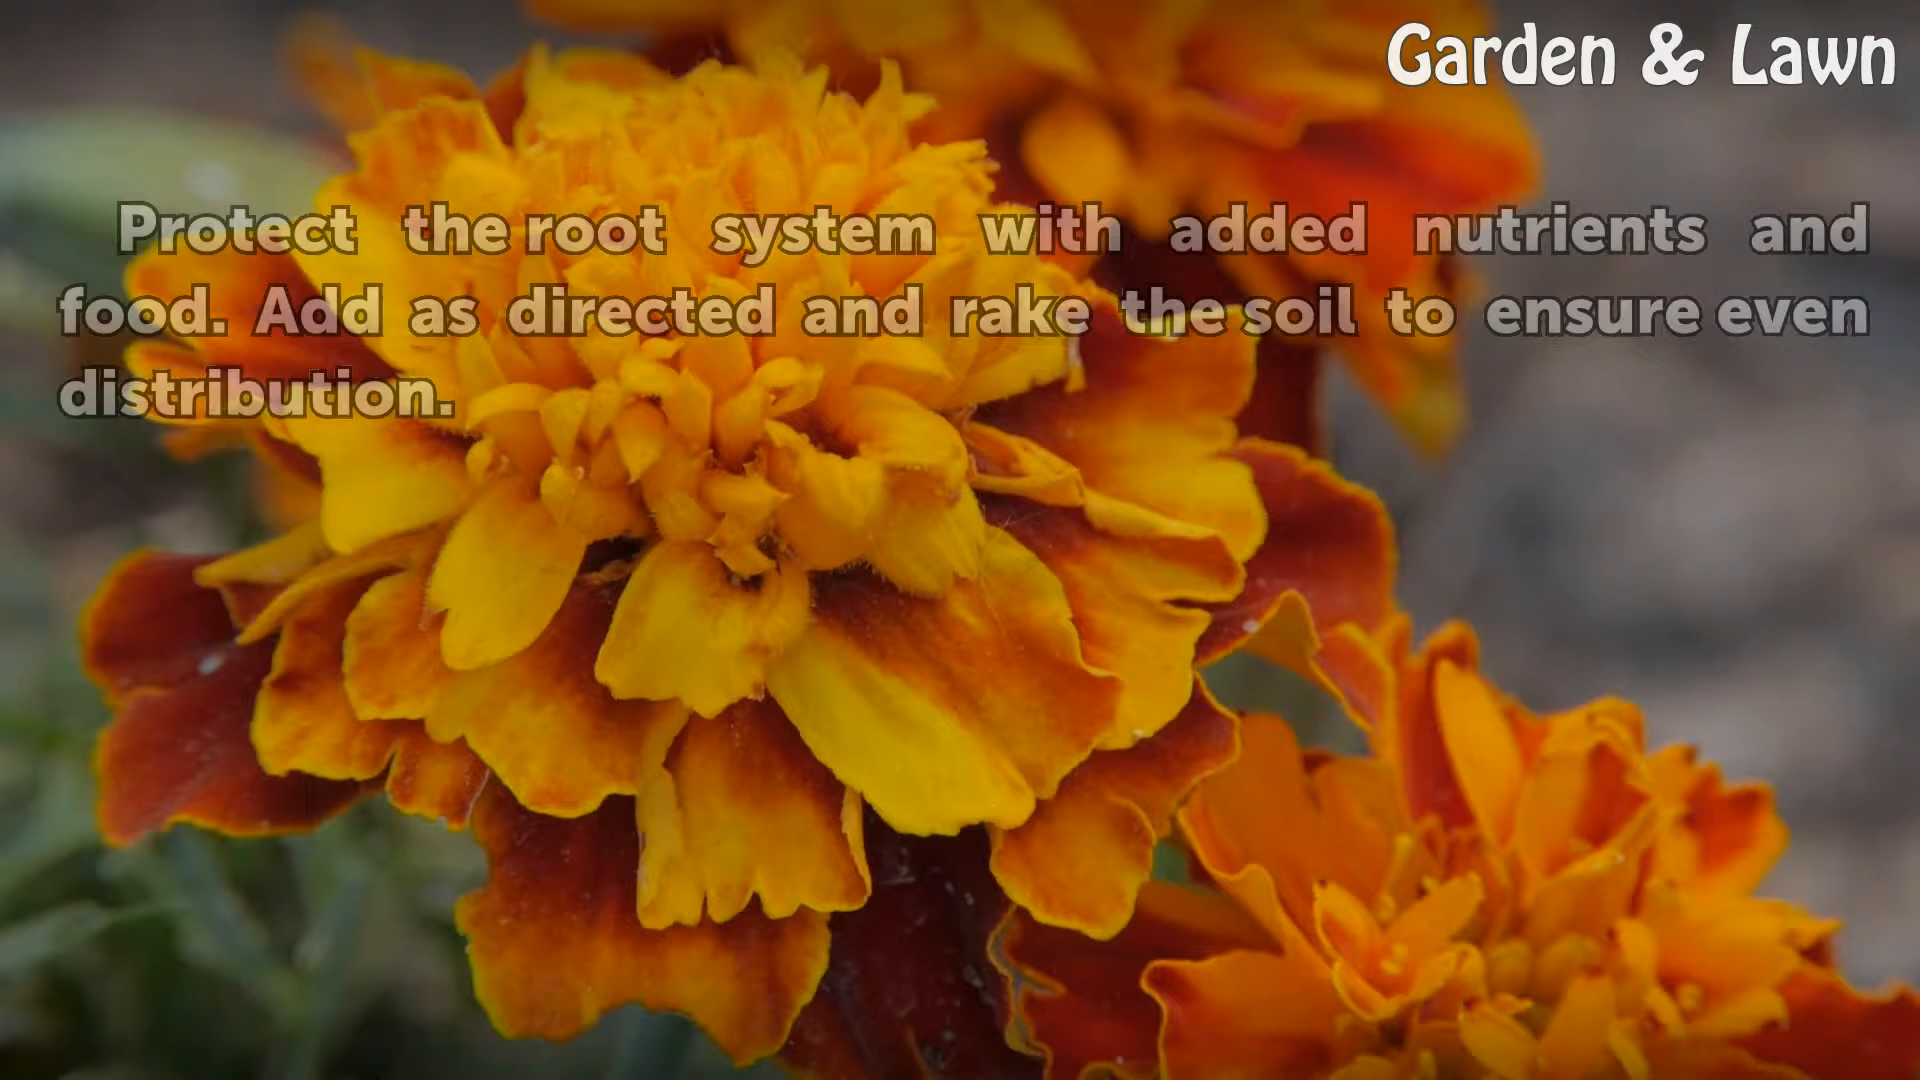 Garden & Lawn
Protect the root system with added nutrients and
food. Add as directed and rake the soil to ensure even
distribution.